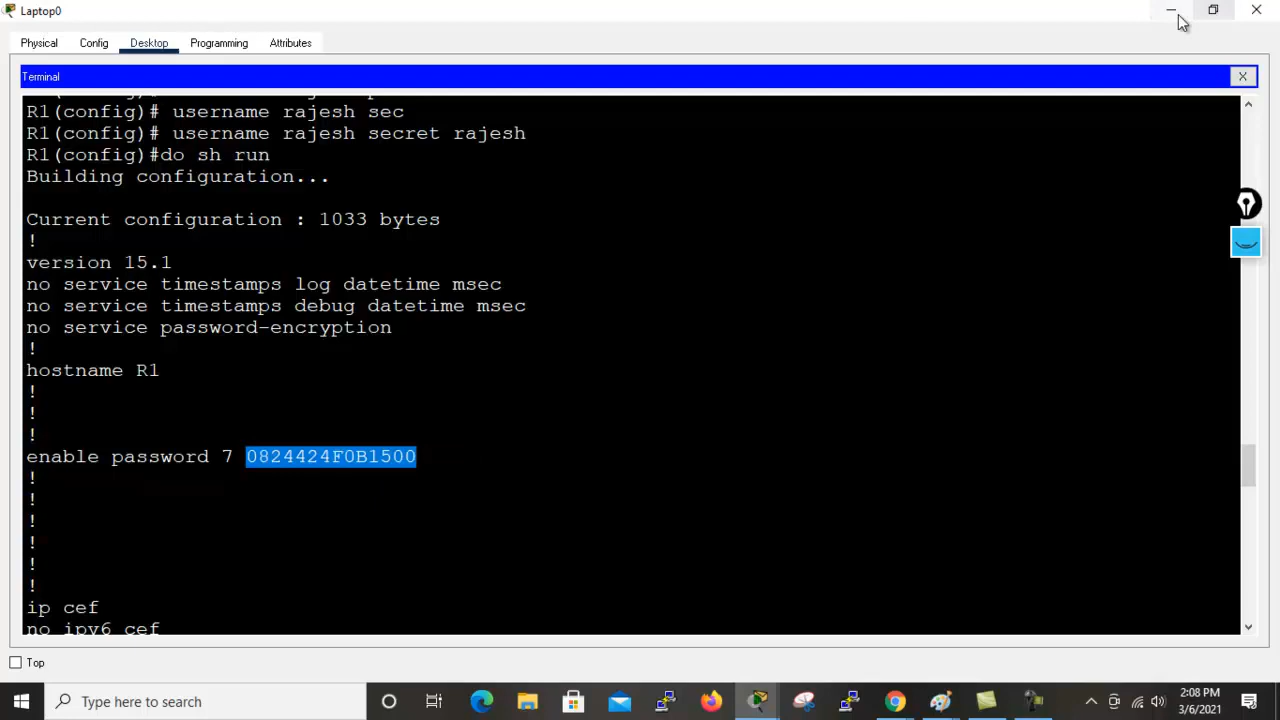 Laptop0
Physical Config Desktop Programming Attributes
Terminal X
R1(config)# username rajesh sec
R1(config)# username rajesh secret rajesh
R1(config)#do sh run
Building configuration...
Current configuration : 1033 bytes
!
version 15.1
no service timestamps log datetime msec
no service timestamps debug datetime msec
no service password-encryption
!
hostname R1
!
!
!
enable password 7 0824424F0B1500
!
!
!
!
!
!
ip cef
no ipv6 cef
Top
Type here to search
2:08 PM
3/6/2021